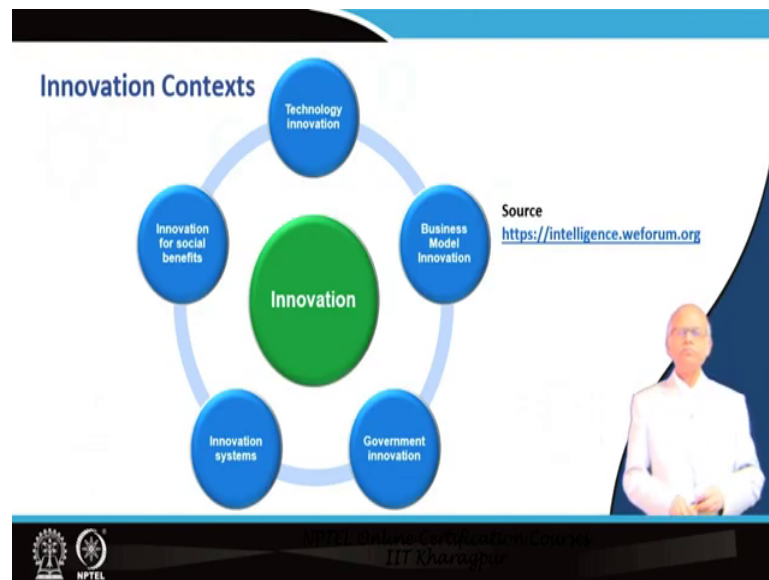 Innovation Contexts
Technology
innovation
Innovation
for social
benefits
Business
Model
Innovation
Source
https://intelligence.weforum.org
Innovation
Innovation
systems
Government
innovation
NPTEL
NPTEL Online Certification Courses
IIT Kharagpur